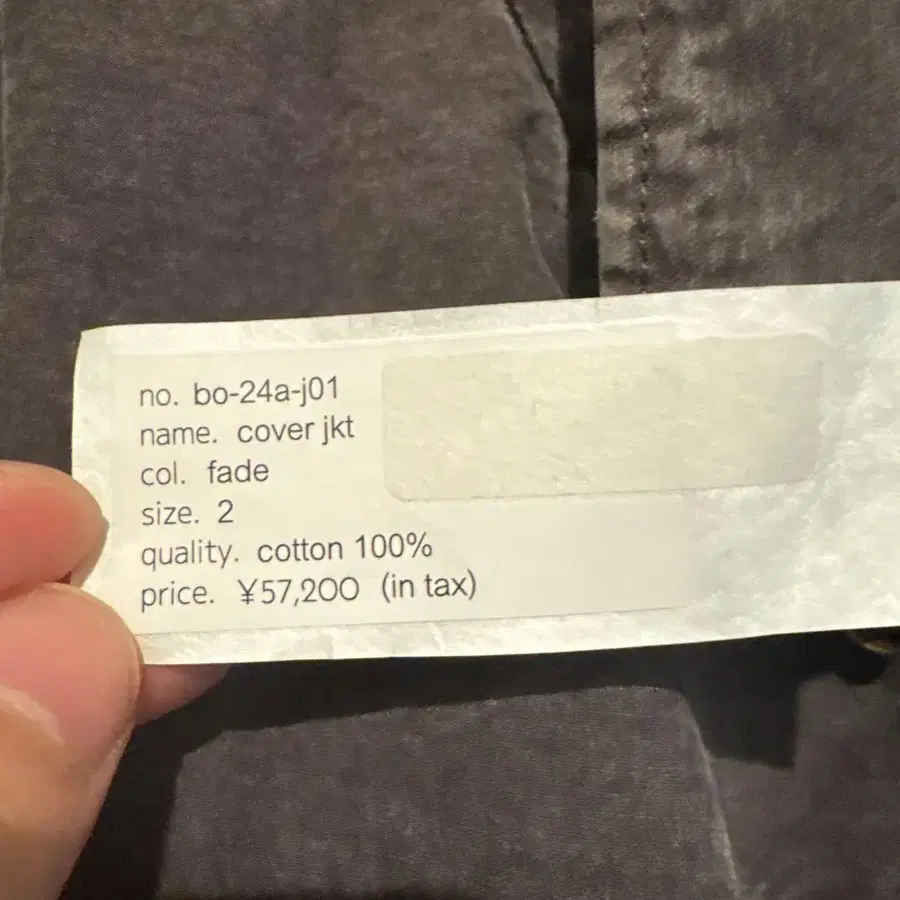 no. bo-24a-j01
name. cover jkt
col. fade
size. 2
quality. cotton 100%
price. ¥57,200 (in tax)